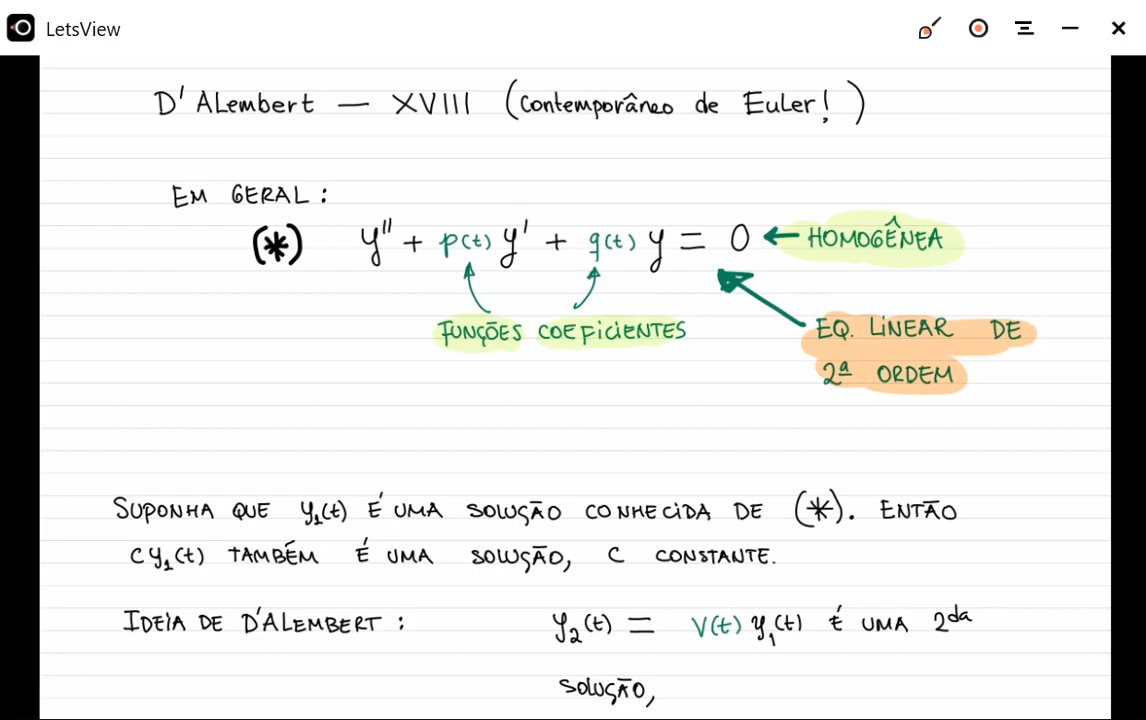 LetsView
D'ALembert — XVIII (Contemporâneo de Euler!)
EM GERAL:
(*) y'' + p(t) y' + q(t) y = 0 ← HOMOGÊNEA
FUNÇÕES COEFICIENTES
EQ. LINEAR DE
2ª ORDEM
SUPONHA QUE y₁(t) É UMA SOLUÇÃO CONHECIDA DE (*). ENTÃO
C y₁(t) TAMBÉM É UMA SOLUÇÃO, C CONSTANTE.
IDEIA DE D'ALEMBERT: y₂(t) = V(t) y₁(t) É UMA 2da
SOLUÇÃO,